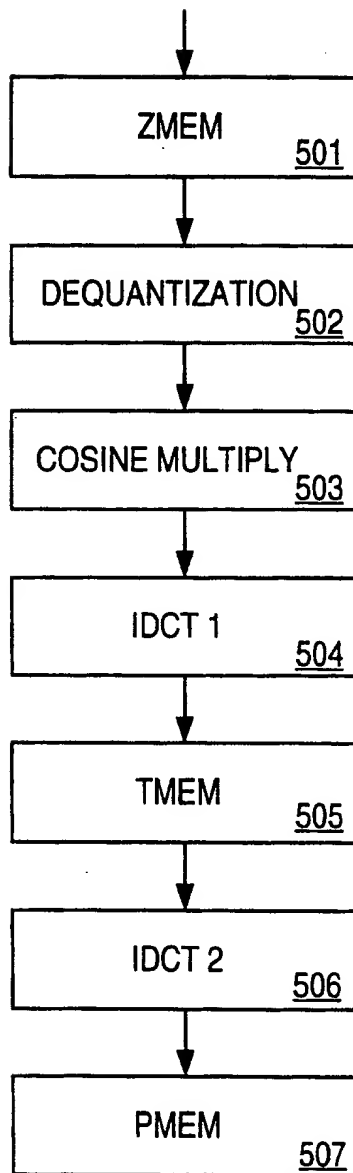 ZMEM
501
DEQUANTIZATION
502
COSINE MULTIPLY
503
IDCT 1
504
TMEM
505
IDCT 2
506
PMEM
507